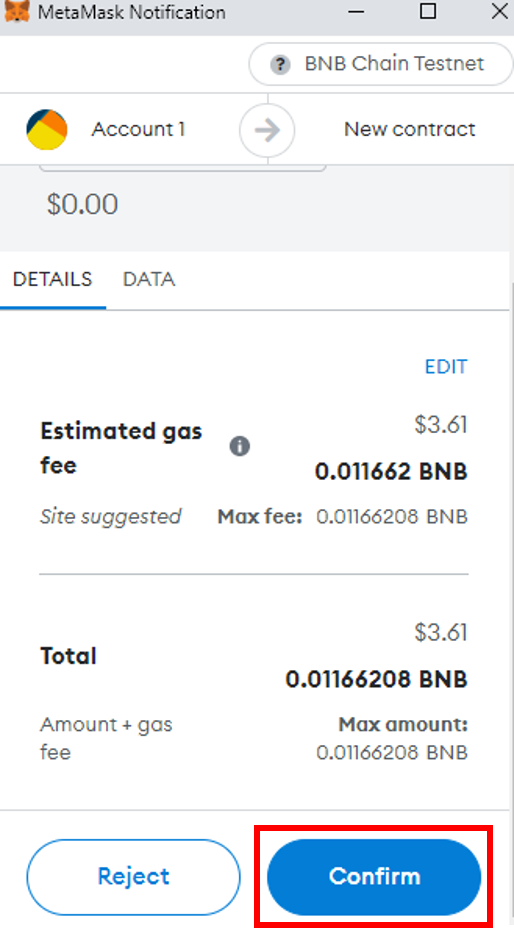 MetaMask Notification
? BNB Chain Testnet
Account 1 New contract
$0.00
DETAILS DATA
EDIT
Estimated gas fee $3.61
0.011662 BNB
Site suggested Max fee: 0.01166208 BNB
Total $3.61
0.01166208 BNB
Amount + gas fee Max amount:
0.01166208 BNB
Reject Confirm